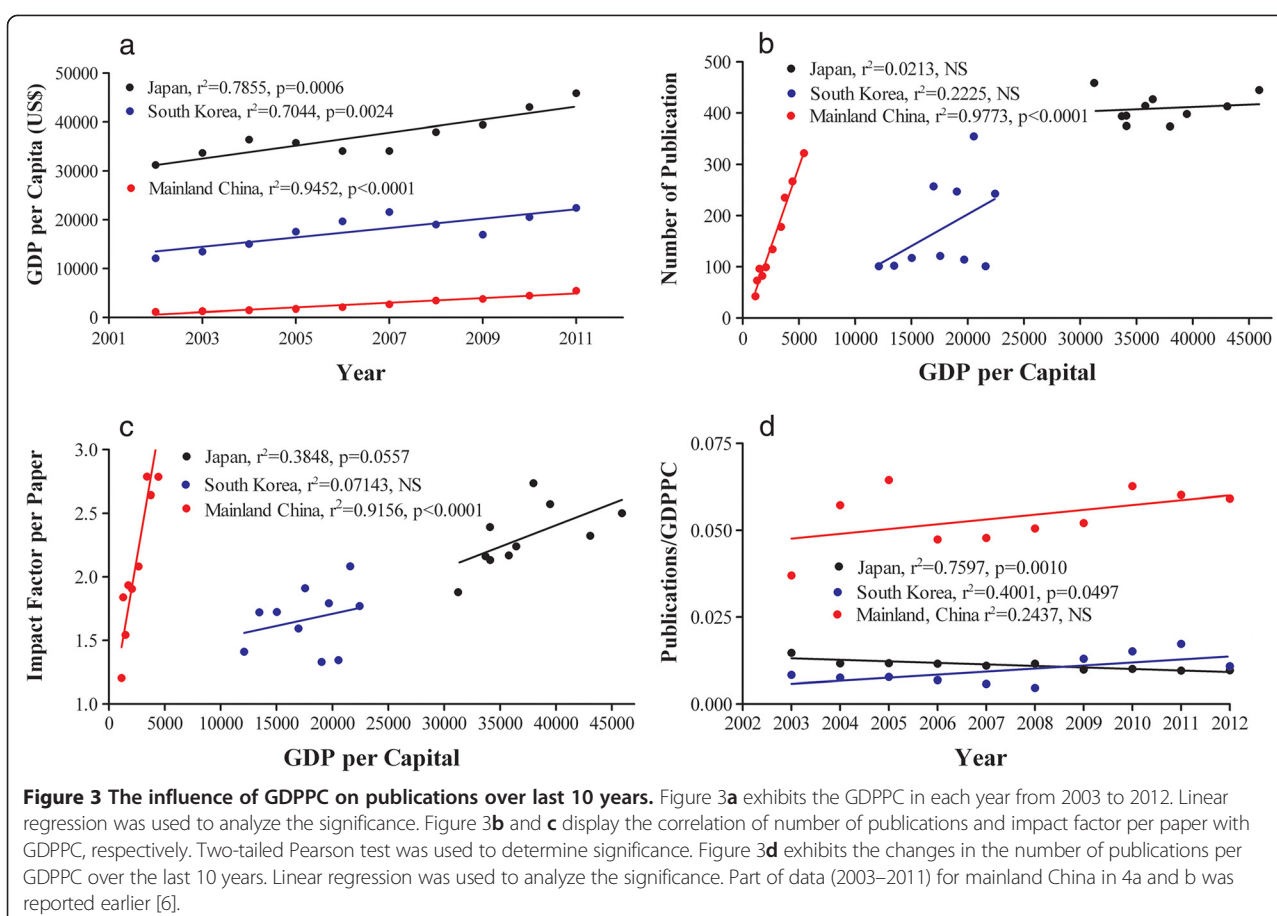 a
Japan, r²=0.7855, p=0.0006
South Korea, r²=0.7044, p=0.0024
Mainland China, r²=0.9452, p<0.0001
GDP per Capita (US$)
50000
40000
30000
20000
10000
0
2001 2003 2005 2007 2009 2011
Year
b
Japan, r²=0.0213, NS
South Korea, r²=0.2225, NS
Mainland China, r²=0.9773, p<0.0001
Number of Publication
500
400
300
200
100
0
0 5000 10000 15000 20000 25000 30000 35000 40000 45000
GDP per Capital
c
Japan, r²=0.3848, p=0.0557
South Korea, r²=0.07143, NS
Mainland China, r²=0.9156, p<0.0001
Impact Factor per Paper
3.0
2.5
2.0
1.5
1.0
0 5000 10000 15000 20000 25000 30000 35000 40000 45000
GDP per Capital
d
Japan, r²=0.7597, p=0.0010
South Korea, r²=0.4001, p=0.0497
Mainland, China r²=0.2437, NS
Publications/GDPPC
0.075
0.050
0.025
0.000
2002 2003 2004 2005 2006 2007 2008 2009 2010 2011 2012
Year
Figure 3 The influence of GDPPC on publications over last 10 years. Figure 3a exhibits the GDPPC in each year from 2003 to 2012. Linear
regression was used to analyze the significance. Figure 3b and c display the correlation of number of publications and impact factor per paper with
GDPPC, respectively. Two-tailed Pearson test was used to determine significance. Figure 3d exhibits the changes in the number of publications per
GDPPC over the last 10 years. Linear regression was used to analyze the significance. Part of data (2003–2011) for mainland China in 4a and b was
reported earlier [6].